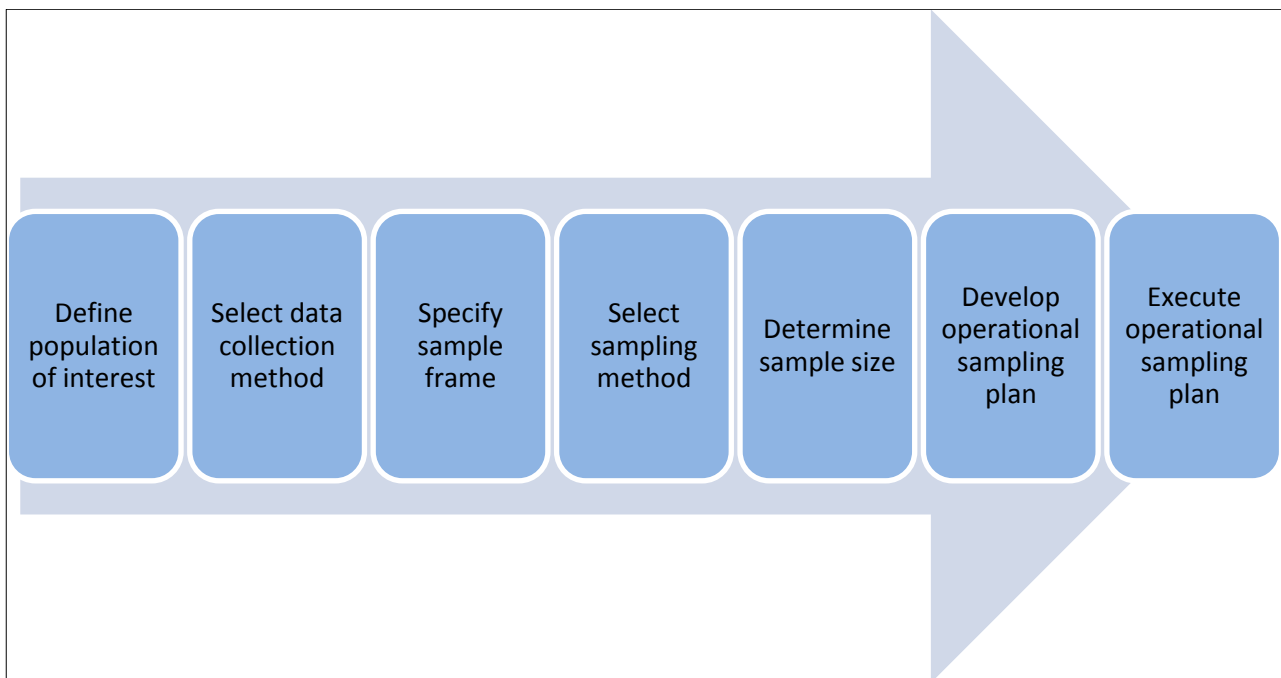 Define
population
of interest
Select data
collection
method
Specify
sample
frame
Select
sampling
method
Determine
sample size
Develop
operational
sampling
plan
Execute
operational
sampling
plan